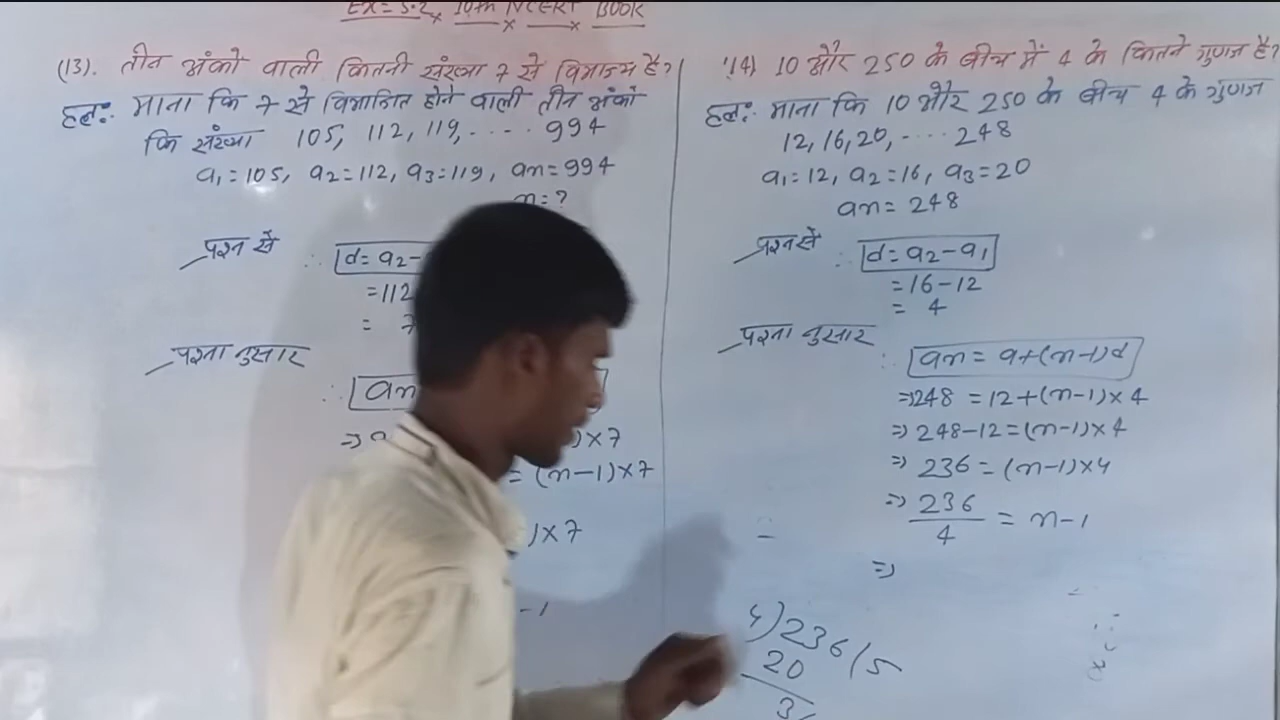 Ex= 5.2, 10th NCERT BOOK
(13). तीन अंको वाली कितनी संख्या 7 से विभाज्य है?
हलः माना कि 7 से विभाजित होने वाली तीन अंको
कि संख्या 105, 112, 119, .... 994
a1=105, a2=112, a3=119, an=994
n=?
प्रश्न से ∴ d=a2-
=112
= 7
प्रश्ना नुसार
∴ an
⇒ 9 )×7
= (n-1)×7
)×7
-1
14) 10 और 250 के बीच में 4 के कितने गुणज है?
हलः माना कि 10 और 250 के बीच 4 के गुणज
12, 16, 20, .... 248
a1=12, a2=16, a3=20
an= 248
प्रश्न से ∴ d=a2-a1
=16-12
= 4
प्रश्ना नुसार ∴ an = a+(n-1)d
⇒248 =12+(n-1)×4
⇒ 248-12=(n-1)×4
⇒ 236 =(n-1)×4
⇒ 236/4 = n-1
=
⇒
4)236(5
20
3